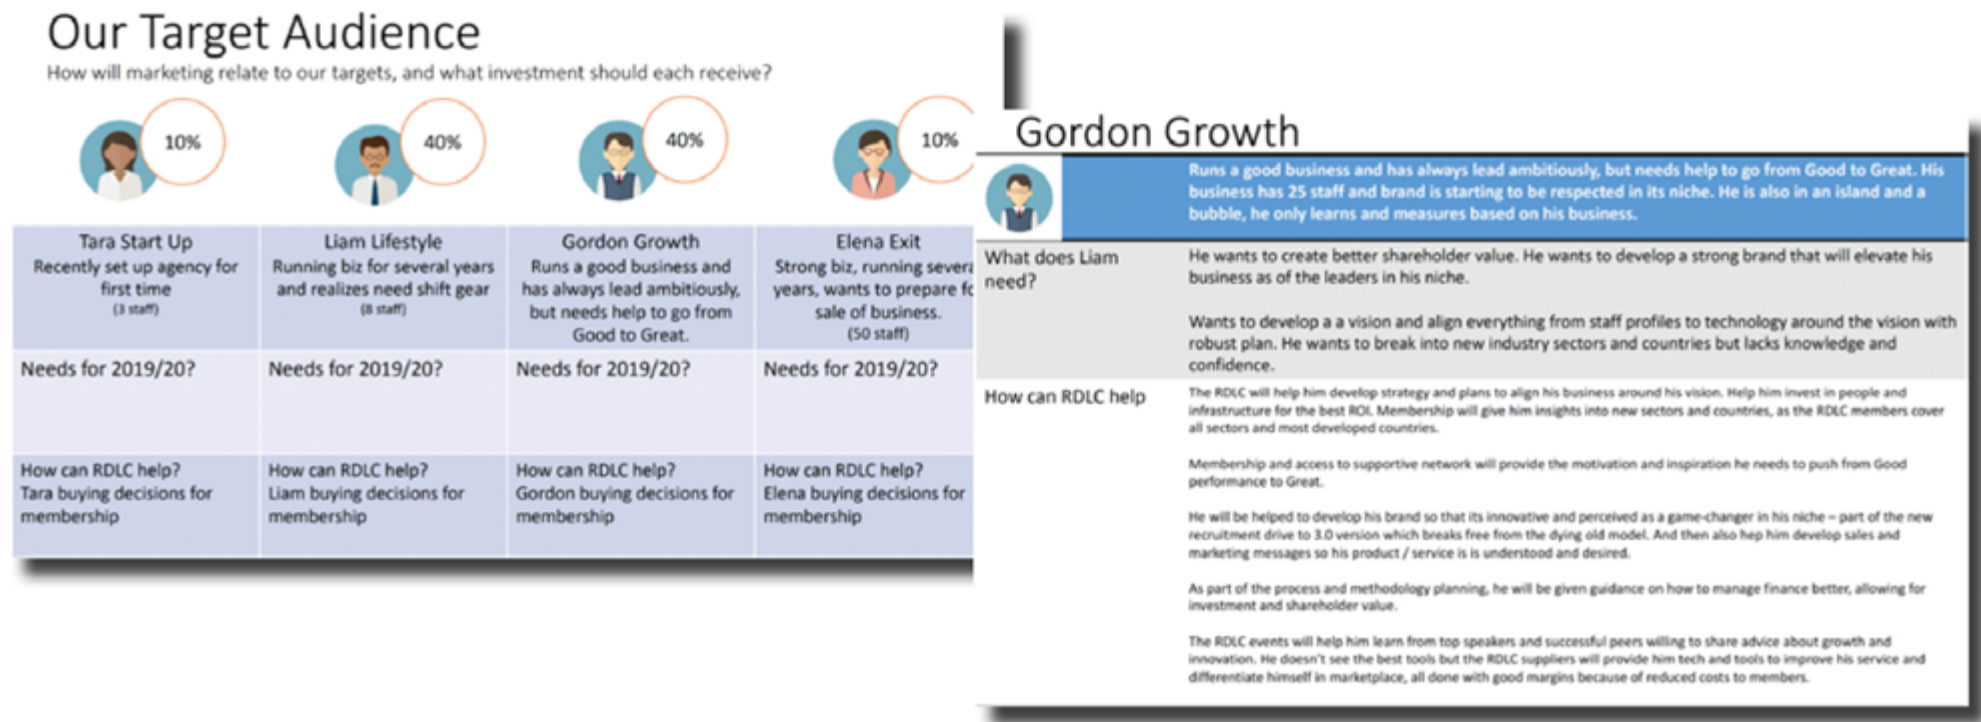 Our Target Audience
How will marketing relate to our targets, and what investment should each receive?
10%
40%
40%
10%
Tara Start Up
Recently set up agency for
first time
(3 staff)
Liam Lifestyle
Running biz for several years
and realizes need shift gear
(8 staff)
Gordon Growth
Runs a good business and
has always lead ambitiously,
but needs help to go from
Good to Great.
Elena Exit
Strong biz, running severa
years, wants to prepare fo
sale of business.
(50 staff)
Needs for 2019/20?
Needs for 2019/20?
Needs for 2019/20?
Needs for 2019/20?
How can RDLC help?
Tara buying decisions for
membership
How can RDLC help?
Liam buying decisions for
membership
How can RDLC help?
Gordon buying decisions for
membership
How can RDLC help?
Elena buying decisions for
membership
Gordon Growth
Runs a good business and has always lead ambitiously, but needs help to go from Good to Great. His
business has 25 staff and brand is starting to be respected in its niche. He is also in an island and a
bubble, he only learns and measures based on his business.
What does Liam
need?
He wants to create better shareholder value. He wants to develop a strong brand that will elevate his
business as of the leaders in his niche.
Wants to develop a a vision and align everything from staff profiles to technology around the vision with
robust plan. He wants to break into new industry sectors and countries but lacks knowledge and
confidence.
How can RDLC help
The RDLC will help him develop strategy and plans to align his business around his vision. Help him invest in people and
infrastructure for the best ROI. Membership will give him insights into new sectors and countries, as the RDLC members cover
all sectors and most developed countries.
Membership and access to supportive network will provide the motivation and inspiration he needs to push from Good
performance to Great.
He will be helped to develop his brand so that its innovative and perceived as a game-changer in his niche – part of the new
recruitment drive to 3.0 version which breaks free from the dying old model. And then also hep him develop sales and
marketing messages so his product / service is is understood and desired.
As part of the process and methodology planning, he will be given guidance on how to manage finance better, allowing for
investment and shareholder value.
The RDLC events will help him learn from top speakers and successful peers willing to share advice about growth and
innovation. He doesn't see the best tools but the RDLC suppliers will provide him tech and tools to improve his service and
differentiate himself in marketplace, all done with good margins because of reduced costs to members.